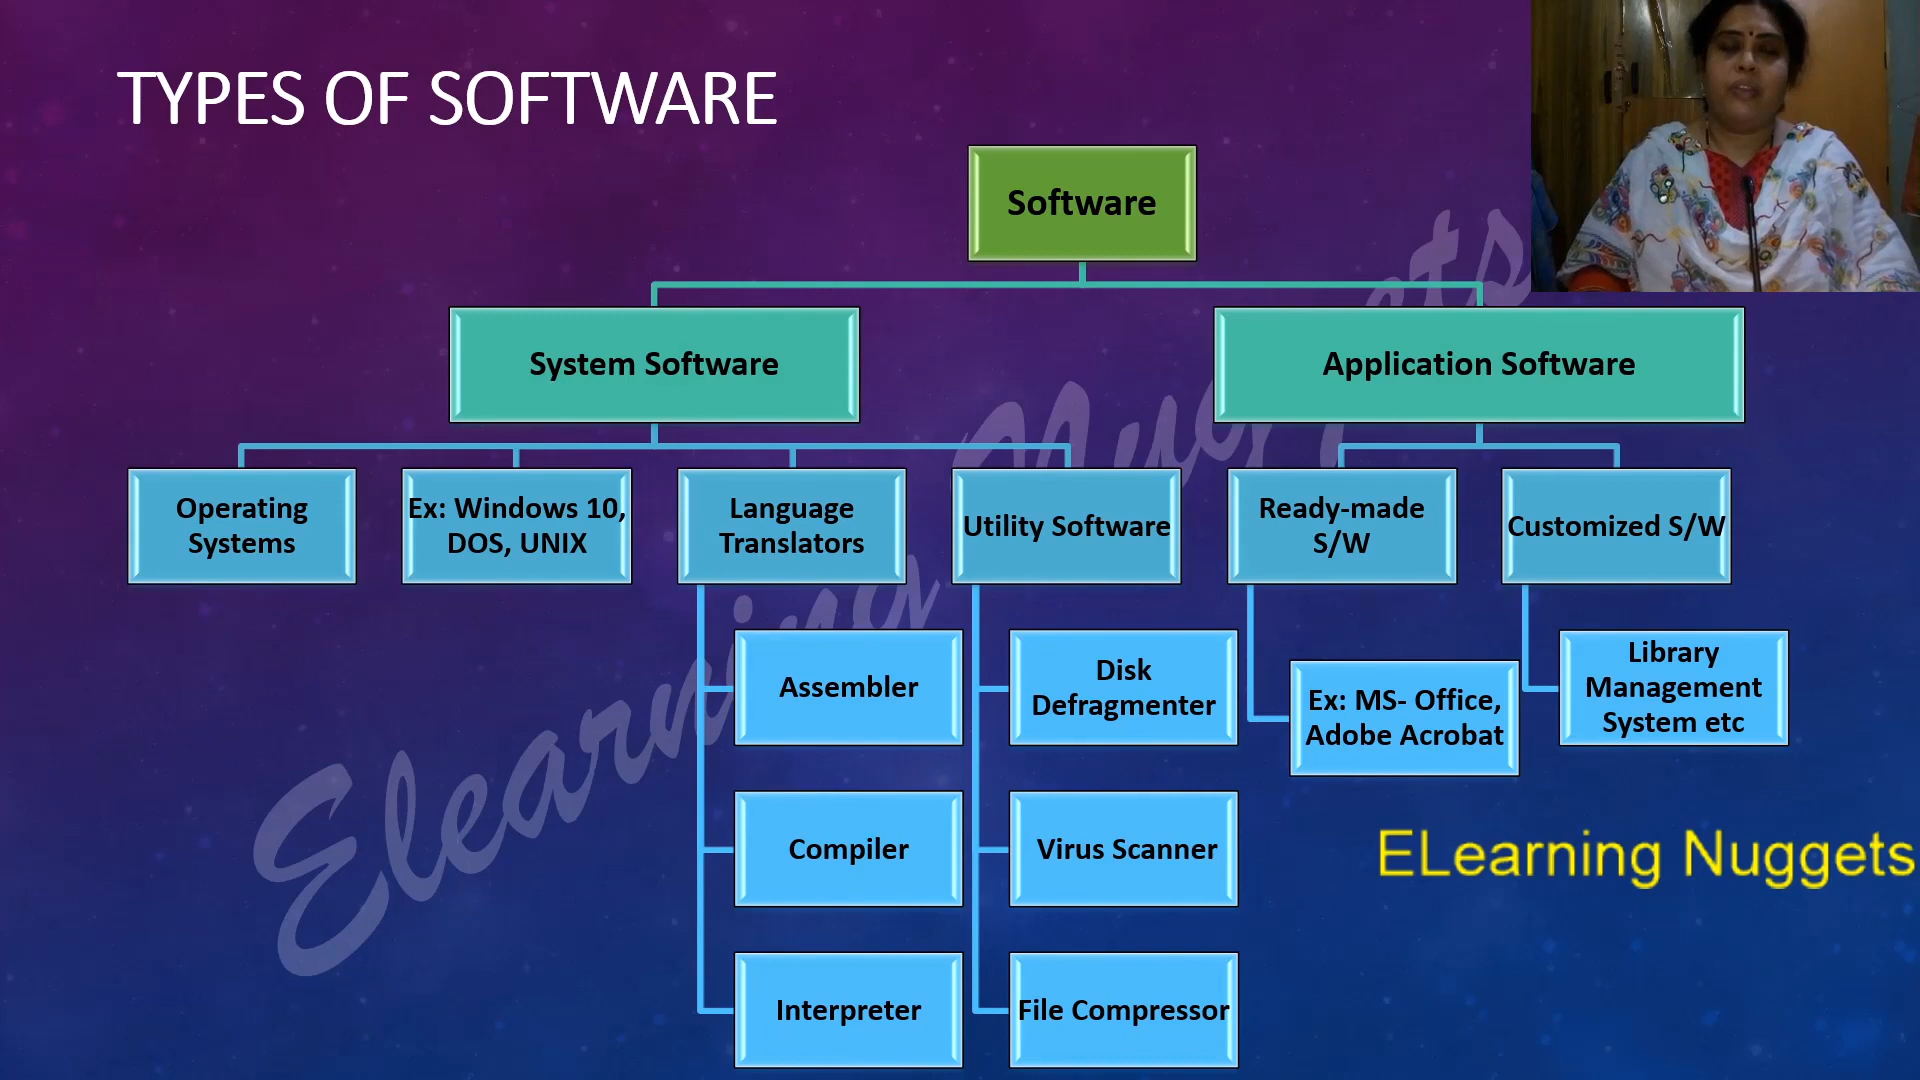 TYPES OF SOFTWARE
Software
System Software
Application Software
Operating
Systems
Ex: Windows 10,
DOS, UNIX
Language
Translators
Utility Software
Ready-made
S/W
Customized S/W
Assembler
Disk
Defragmenter
Ex: MS- Office,
Adobe Acrobat
Library
Management
System etc
Compiler
Virus Scanner
Interpreter
File Compressor
ELearning Nuggets
Elearning Nuggets